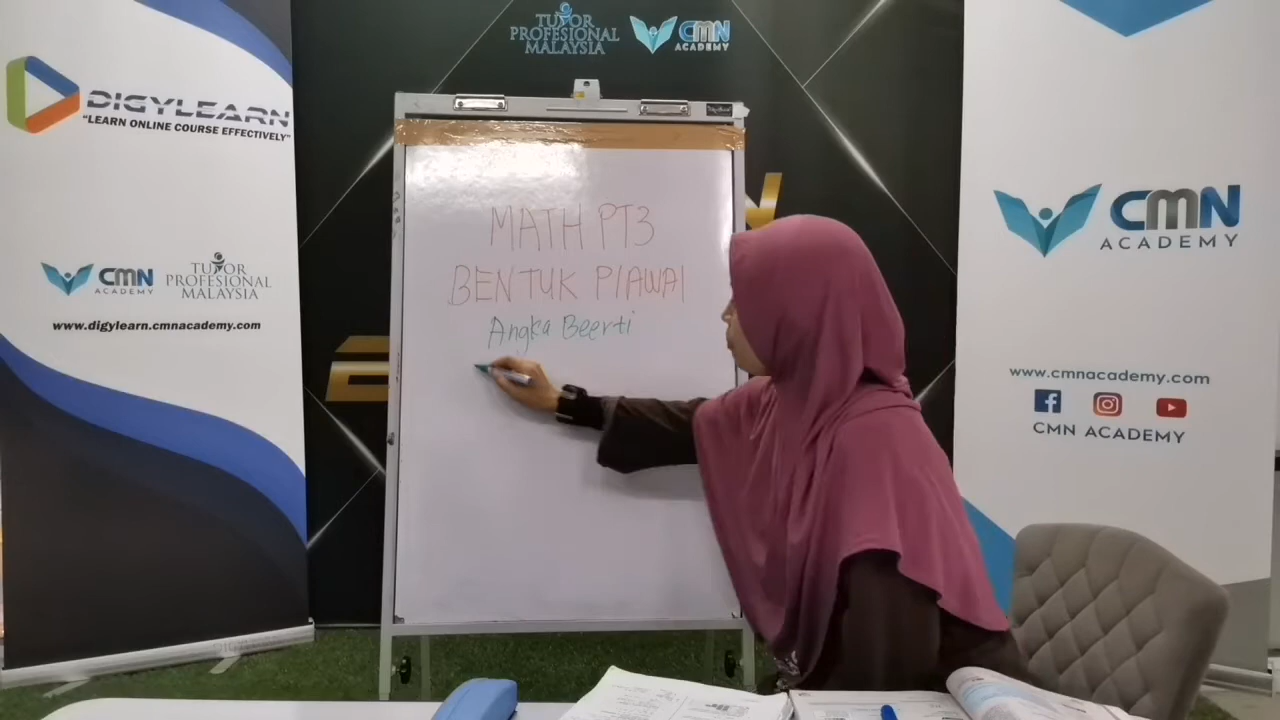 DIGYLEARN
"LEARN ONLINE COURSE EFFECTIVELY"
CMN
ACADEMY
TUTOR
PROFESIONAL
MALAYSIA
www.digylearn.cmnacademy.com
TUTOR
PROFESIONAL
MALAYSIA
CMN
ACADEMY
MATH PT3
BENTUK PIAWAI
Angka Beerti
CMN
ACADEMY
www.cmnacademy.com
CMN ACADEMY